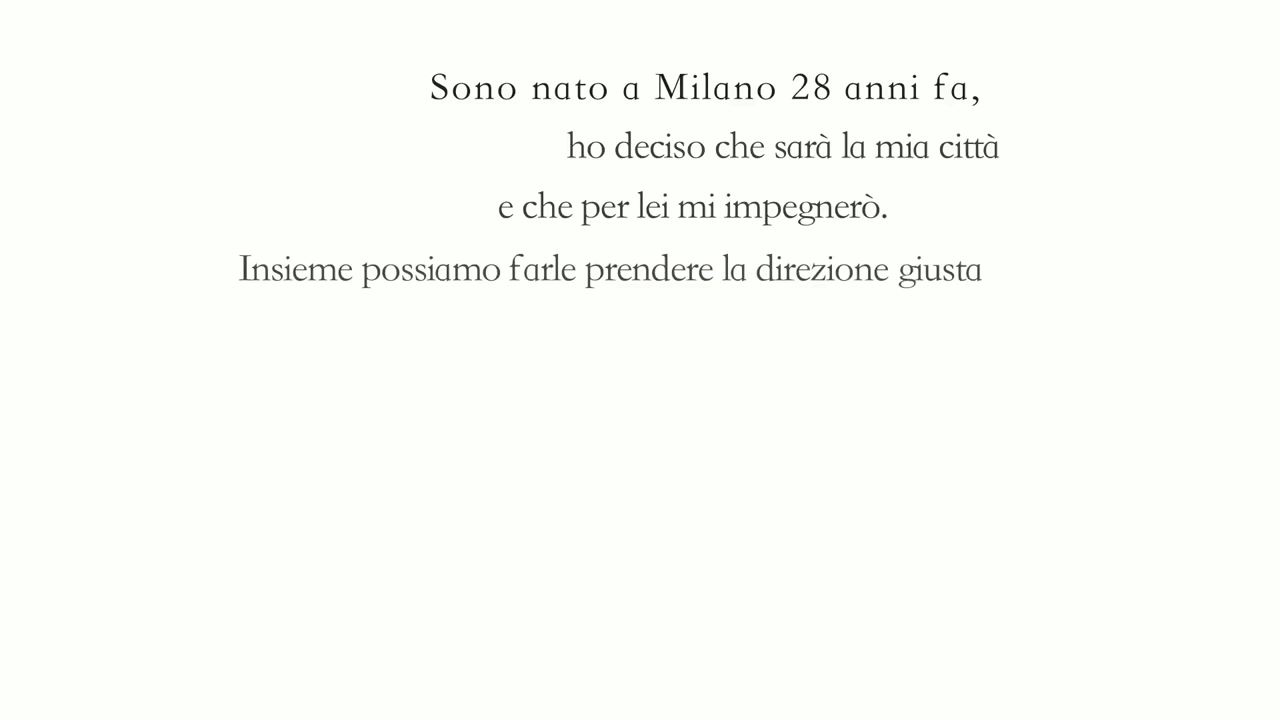 Sono nato a Milano 28 anni fa,
ho deciso che sarà la mia città
e che per lei mi impegnerò.
Insieme possiamo farle prendere la direzione giusta